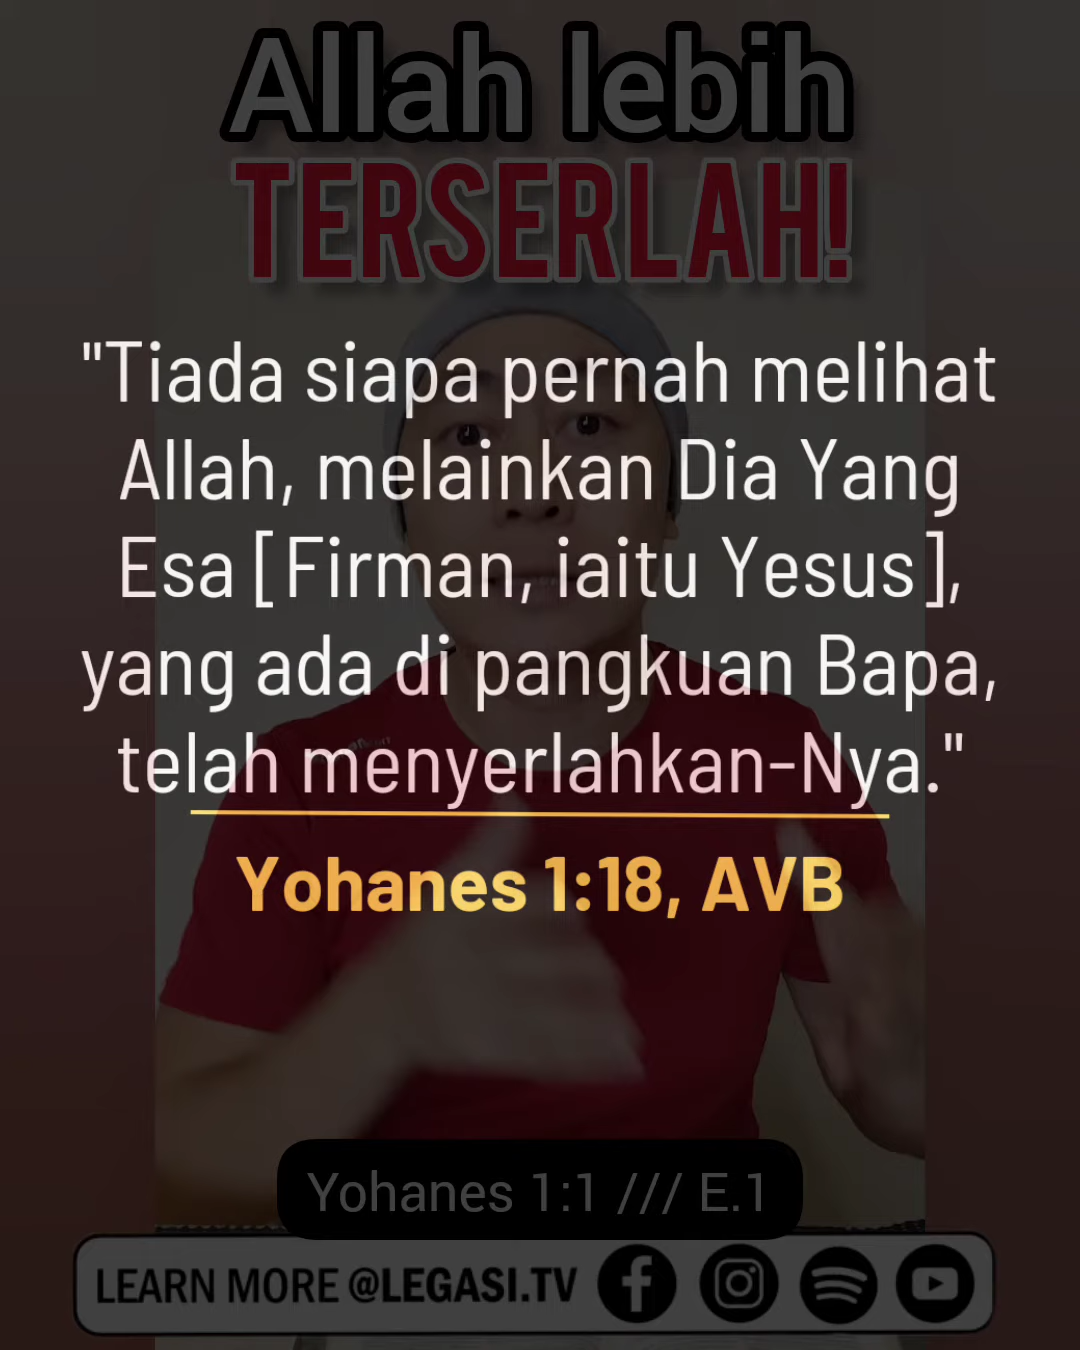 Allah lebih
TERSERLAH!
"Tiada siapa pernah melihat
Allah, melainkan Dia Yang
Esa [Firman, iaitu Yesus],
yang ada di pangkuan Bapa,
telah menyerlahkan-Nya."
Yohanes 1:18, AVB
Yohanes 1:1 /// E.1
LEARN MORE @LEGASI.TV